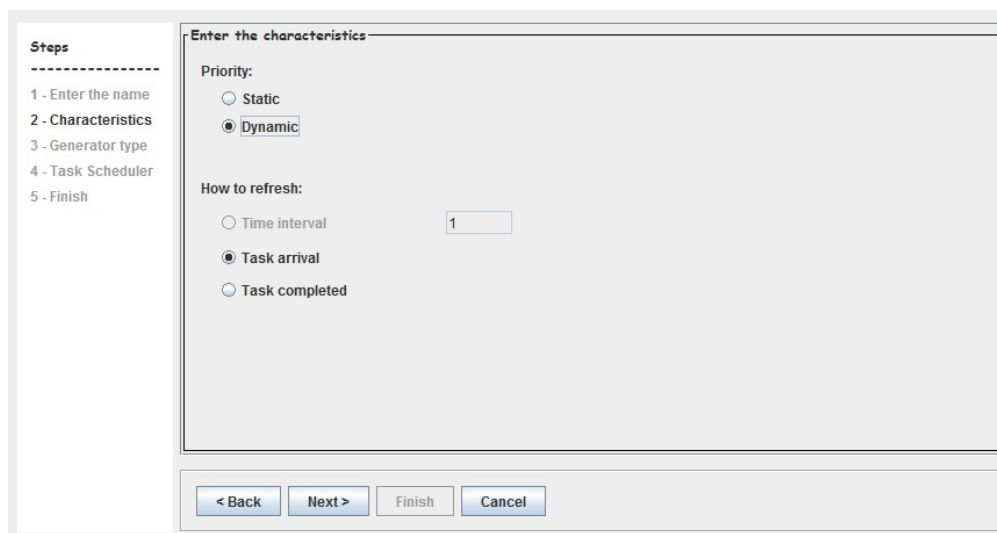 Steps
----------------
1 - Enter the name
2 - Characteristics
3 - Generator type
4 - Task Scheduler
5 - Finish
Enter the characteristics
Priority:
Static
Dynamic
How to refresh:
Time interval 1
Task arrival
Task completed
< Back Next > Finish Cancel